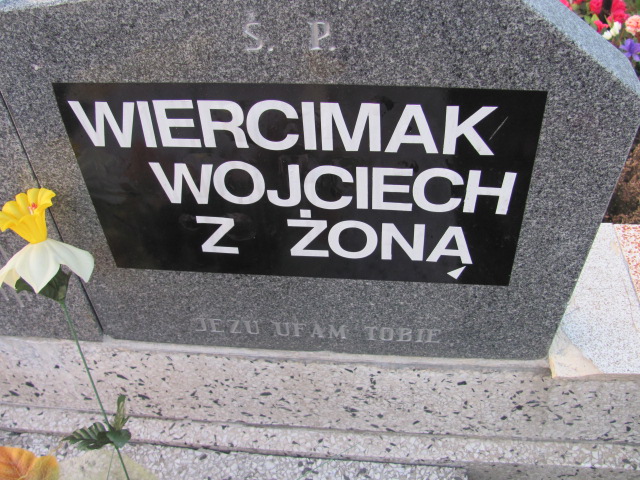 Ś. P.
WIERCIMAK
WOJCIECH
Z ŻONĄ
JEZU UFAM TOBIE